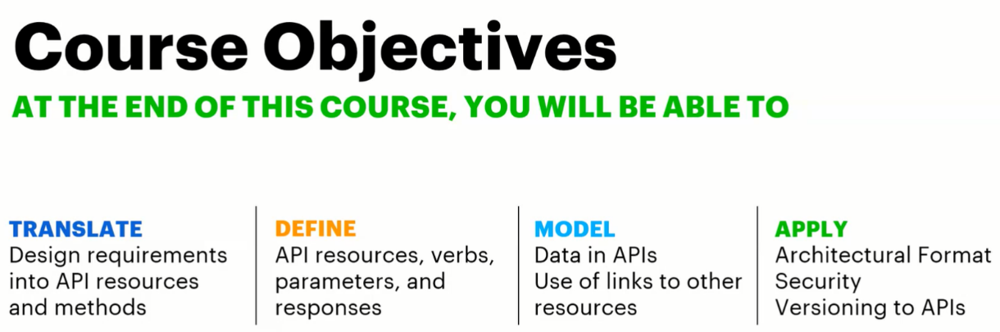 Course Objectives
AT THE END OF THIS COURSE, YOU WILL BE ABLE TO
TRANSLATE
Design requirements
into API resources
and methods
DEFINE
API resources, verbs,
parameters, and
responses
MODEL
Data in APIs
Use of links to other
resources
APPLY
Architectural Format
Security
Versioning to APIs